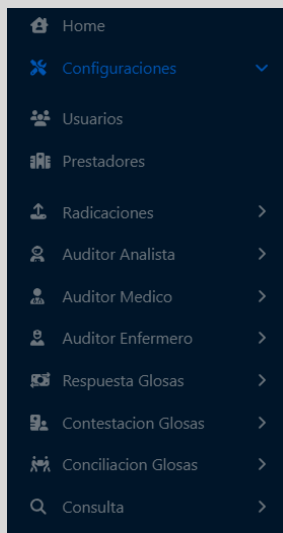 Home
Configuraciones
Usuarios
Prestadores
Radicaciones
Auditor Analista
Auditor Medico
Auditor Enfermero
Respuesta Glosas
Contestacion Glosas
Conciliacion Glosas
Consulta